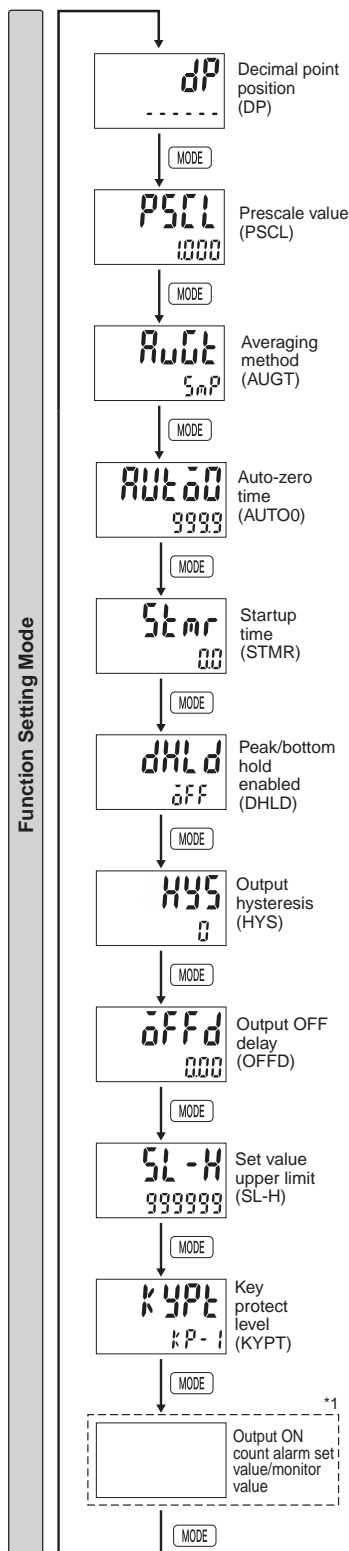 Function Setting Mode
dP
------
Decimal point
position
(DP)
MODE
PSCL
1.000
Prescale value
(PSCL)
MODE
AvGt
SmP
Averaging
method
(AUGT)
MODE
AUto0
999.9
Auto-zero
time
(AUTO0)
MODE
Stmr
0.0
Startup
time
(STMR)
MODE
dHLd
oFF
Peak/bottom
hold
enabled
(DHLD)
MODE
HYS
0
Output
hysteresis
(HYS)
MODE
oFFd
0.00
Output OFF
delay
(OFFD)
MODE
SL-H
999999
Set value
upper limit
(SL-H)
MODE
KYPt
KP-1
Key
protect
level
(KYPT)
MODE
*1
Output ON
count alarm set
value/monitor
value
MODE